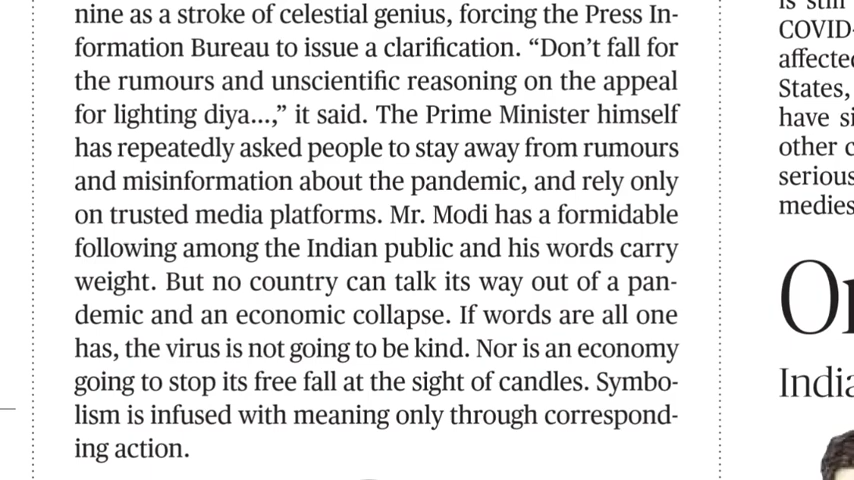 nine as a stroke of celestial genius, forcing the Press In-
formation Bureau to issue a clarification. “Don’t fall for
the rumours and unscientific reasoning on the appeal
for lighting diya...,” it said. The Prime Minister himself
has repeatedly asked people to stay away from rumours
and misinformation about the pandemic, and rely only
on trusted media platforms. Mr. Modi has a formidable
following among the Indian public and his words carry
weight. But no country can talk its way out of a pan-
demic and an economic collapse. If words are all one
has, the virus is not going to be kind. Nor is an economy
going to stop its free fall at the sight of candles. Symbo-
lism is infused with meaning only through correspond-
ing action.
is still
COVID-
affected
States,
have si
other c
serious
medies
India